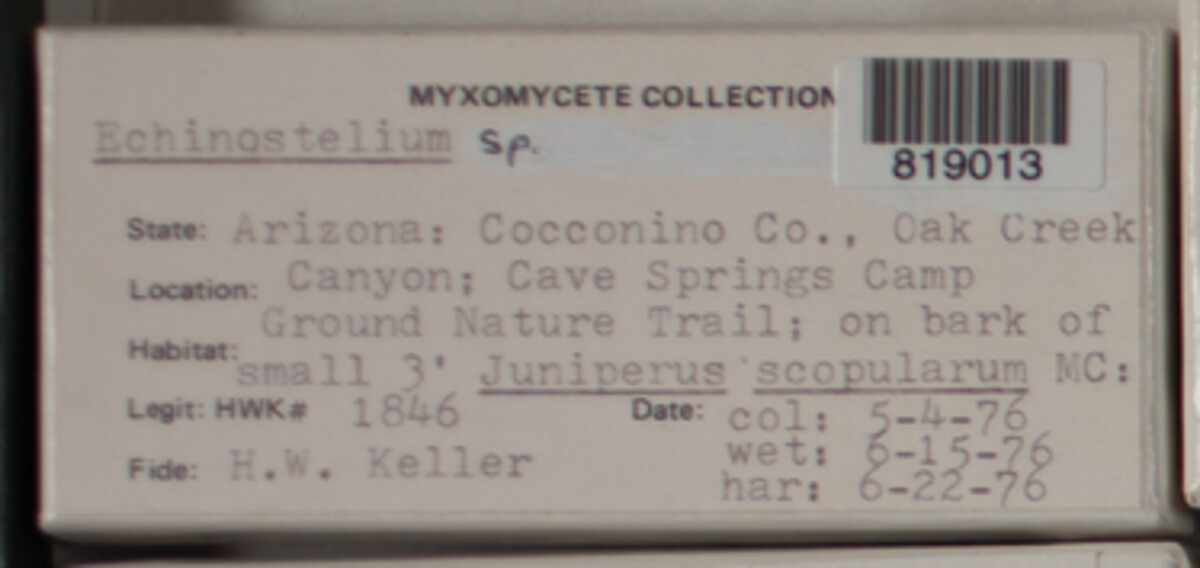 MYXOMYCETE COLLECTION
Echinostelium sp.
819013
State: Arizona: Cocconino Co., Oak Creek
Location: Canyon; Cave Springs Camp
Ground Nature Trail; on bark of
Habitat: small 3' Juniperus scopularum MC:
Legit: HWK# 1846 Date: col: 5-4-76
wet: 6-15-76
Fide: H.W. Keller
har: 6-22-76